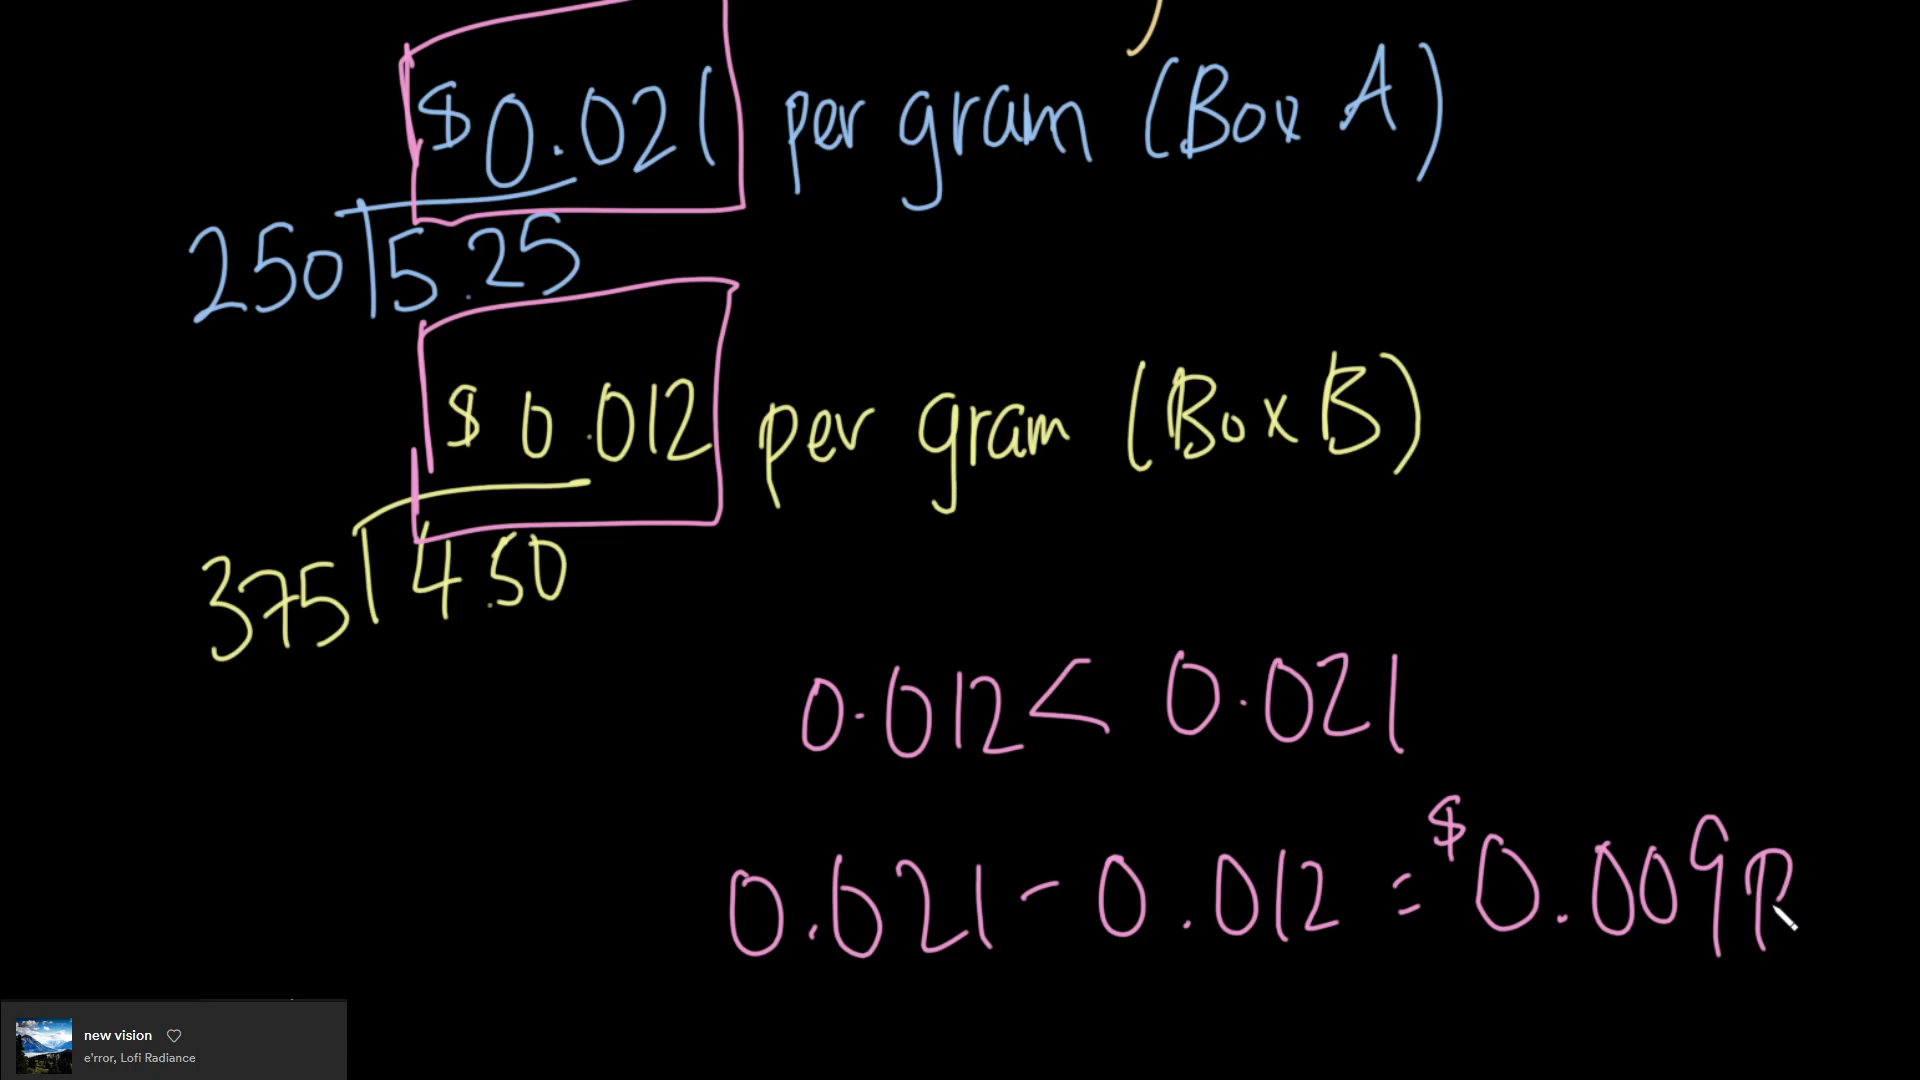 $0.021 per gram (Box A)
250 5.25
$0.012 per gram (Box B)
375 4.50
0.012 < 0.021
0.021 - 0.012 = $0.009
new vision
e'rror, Lofi Radiance